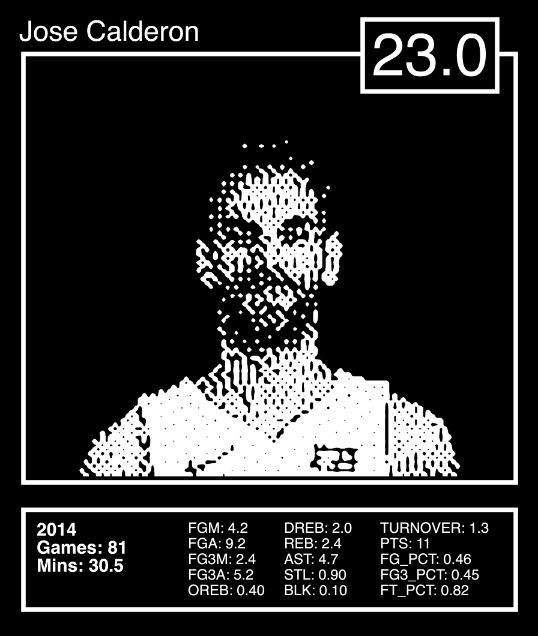 Jose Calderon
23.0
2014
Games: 81
Mins: 30.5
FGM: 4.2
FGA: 9.2
FG3M: 2.4
FG3A: 5.2
OREB: 0.40
DREB: 2.0
REB: 2.4
AST: 4.7
STL: 0.90
BLK: 0.10
TURNOVER: 1.3
PTS: 11
FG_PCT: 0.46
FG3_PCT: 0.45
FT_PCT: 0.82